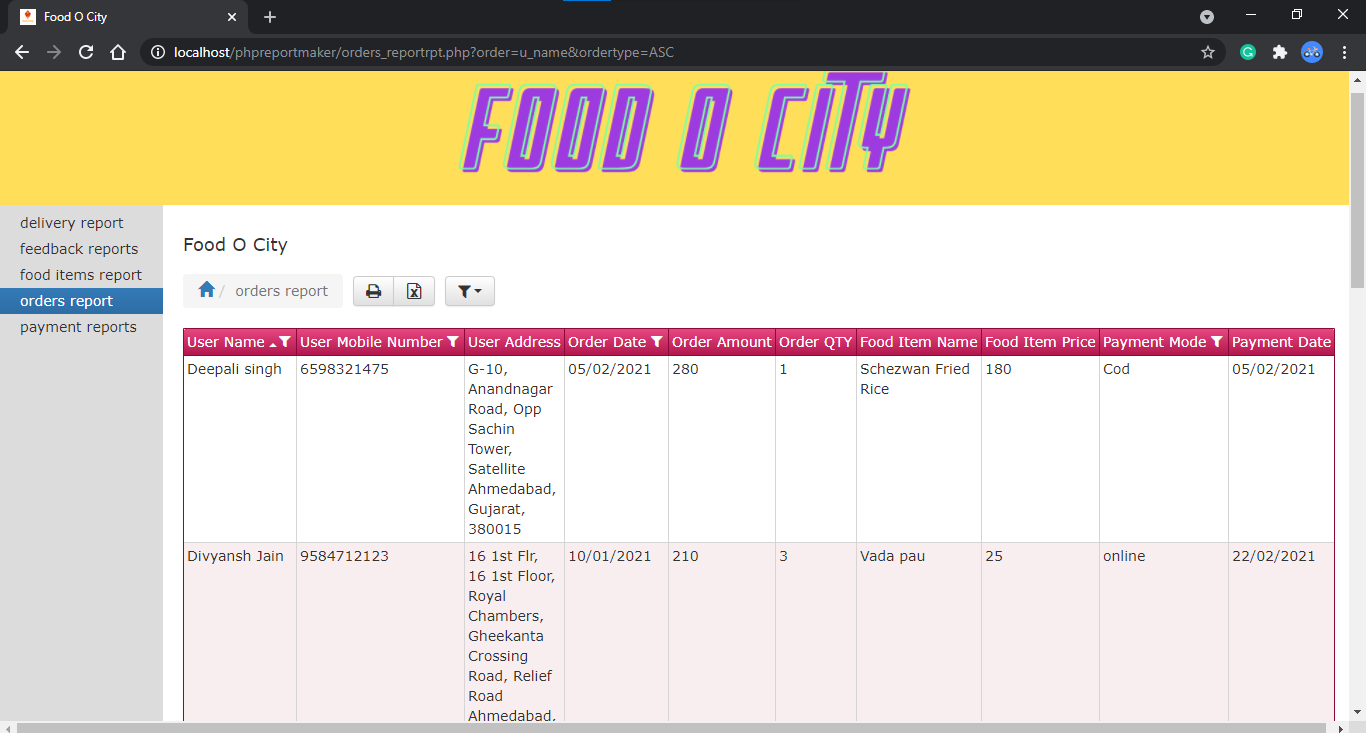 Food O City
localhost/phpreportmaker/orders_reportrpt.php?order=u_name&ordertype=ASC
FOOD O CITY
delivery report
feedback reports
food items report
orders report
payment reports
Food O City
/ orders report
User Name User Mobile Number User Address Order Date Order Amount Order QTY Food Item Name Food Item Price Payment Mode Payment Date
Deepali singh 6598321475 G-10, 05/02/2021 280 1 Schezwan Fried 180 Cod 05/02/2021
Anandnagar Rice
Road, Opp
Sachin
Tower,
Satellite
Ahmedabad,
Gujarat,
380015
Divyansh Jain 9584712123 16 1st Flr, 10/01/2021 210 3 Vada pau 25 online 22/02/2021
16 1st Floor,
Royal
Chambers,
Gheekanta
Crossing
Road, Relief
Road
Ahmedabad,